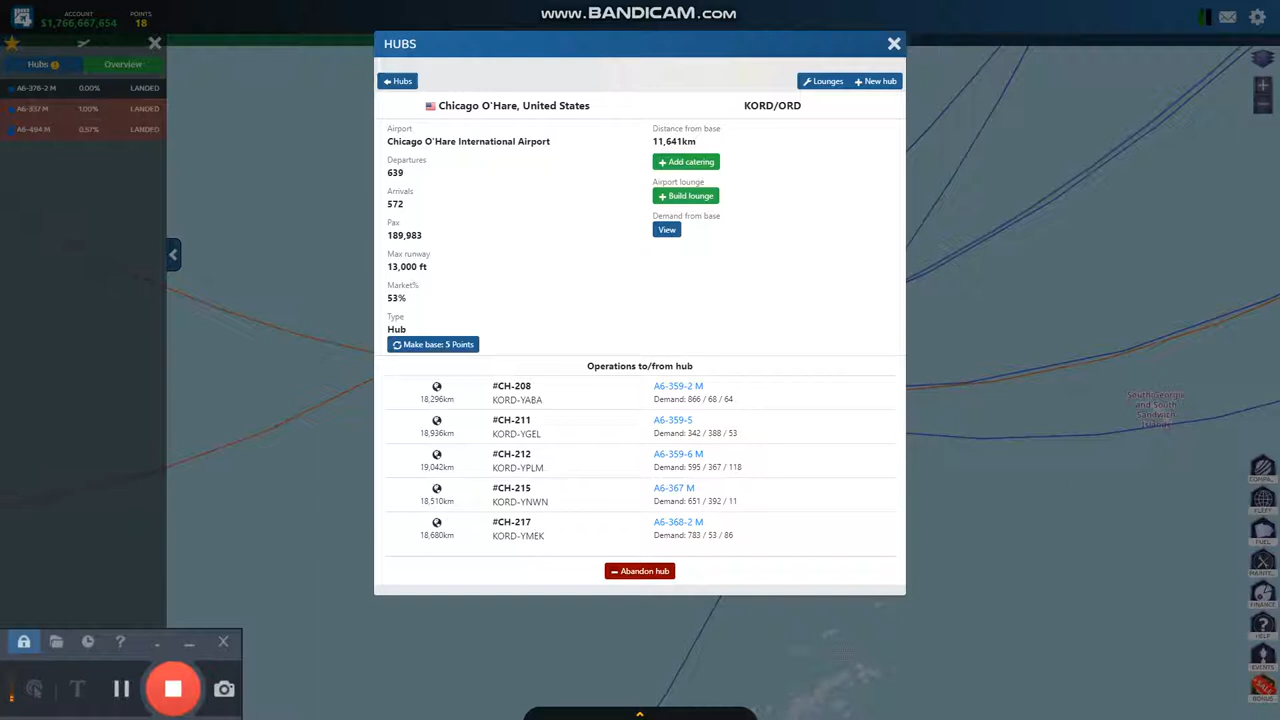 www.BANDICAM.com
ACCOUNT
$1,766,667,654
POINTS
18
Hubs
Overview
A6-376-2 M 0.00% LANDED
A6-337 M 1.00% LANDED
A6-494 M 0.57% LANDED
HUBS
Hubs
Lounges
New hub
Chicago O'Hare, United States
KORD/ORD
Airport
Chicago O'Hare International Airport
Departures
639
Arrivals
572
Pax
189,983
Max runway
13,000 ft
Market%
53%
Type
Hub
Make base: 5 Points
Distance from base
11,641km
Add catering
Airport lounge
Build lounge
Demand from base
View
Operations to/from hub
#CH-208 A6-359-2 M
18,296km KORD-YABA Demand: 866 / 68 / 64
#CH-211 A6-359-5
18,936km KORD-YGEL Demand: 342 / 388 / 53
#CH-212 A6-359-6 M
19,042km KORD-YPLM Demand: 595 / 367 / 118
#CH-215 A6-367 M
18,510km KORD-YNWN Demand: 651 / 392 / 11
#CH-217 A6-368-2 M
18,680km KORD-YMEK Demand: 783 / 53 / 86
Abandon hub
South Georgia
and South
Sandwich
Islands
COMPA..
FLEET
FUEL
MAINTE..
FINANCE
HELP
EVENTS
BONUS